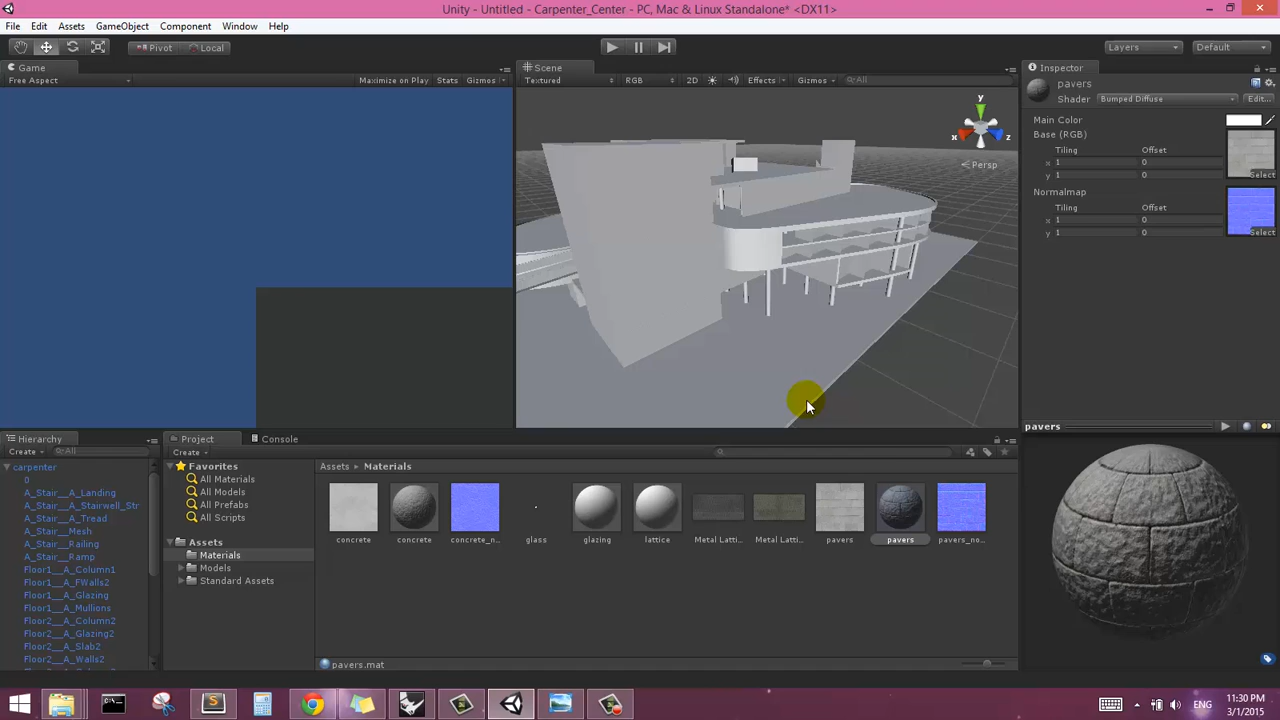 Unity - Untitled - Carpenter_Center - PC, Mac & Linux Standalone* <DX11>
File Edit Assets GameObject Component Window Help
Pivot Local Layers Default
Game Scene Inspector
Free Aspect Maximize on Play Stats Gizmos Textured RGB 2D Effects Gizmos All
pavers
Shader Bumped Diffuse Edit...
Main Color
Base (RGB)
Tiling Offset
x 1 0
y 1 0 Select
Normalmap
Tiling Offset
x 1 0
y 1 0 Select
y
x z
Persp
pavers
Hierarchy Project Console
Create All Create
carpenter
0
A_Stair__A_Landing
A_Stair__A_Stairwell_Str
A_Stair__A_Tread
A_Stair__Mesh
A_Stair__A_Railing
A_Stair__A_Ramp
Floor1__A_Column1
Floor1__A_FWalls2
Floor1__A_Glazing
Floor1__A_Mullions
Floor2__A_Column2
Floor2__A_Glazing2
Floor2__A_Slab2
Floor2__A_Walls2
Favorites
All Materials
All Models
All Prefabs
All Scripts
Assets
Materials
Models
Standard Assets
Assets Materials
concrete concrete concrete_n... glass glazing lattice Metal Latti... Metal Latti... pavers pavers pavers_no...
pavers.mat
ENG
11:30 PM
3/1/2015